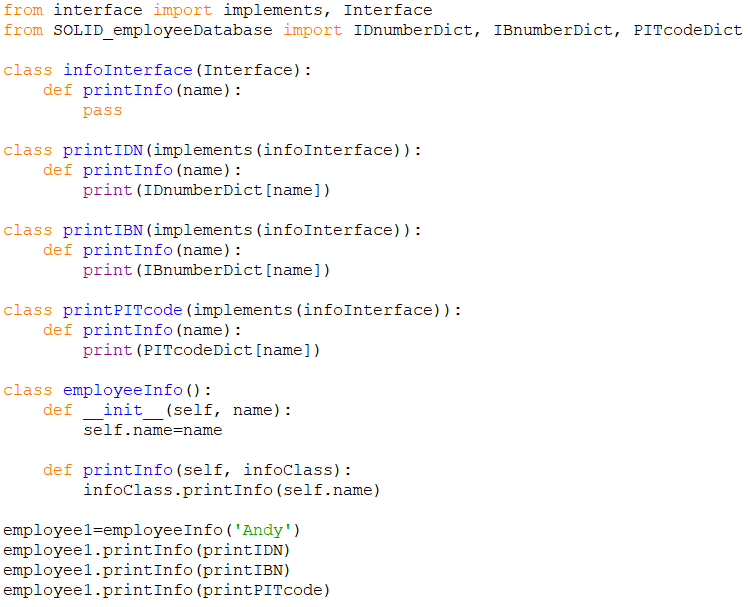 from interface import implements, Interface
from SOLID_employeeDatabase import IDnumberDict, IBnumberDict, PITcodeDict

class infoInterface(Interface):
    def printInfo(name):
        pass

class printIDN(implements(infoInterface)):
    def printInfo(name):
        print(IDnumberDict[name])

class printIBN(implements(infoInterface)):
    def printInfo(name):
        print(IBnumberDict[name])

class printPITcode(implements(infoInterface)):
    def printInfo(name):
        print(PITcodeDict[name])

class employeeInfo():
    def __init__(self, name):
        self.name=name

    def printInfo(self, infoClass):
        infoClass.printInfo(self.name)

employee1=employeeInfo('Andy')
employee1.printInfo(printIDN)
employee1.printInfo(printIBN)
employee1.printInfo(printPITcode)